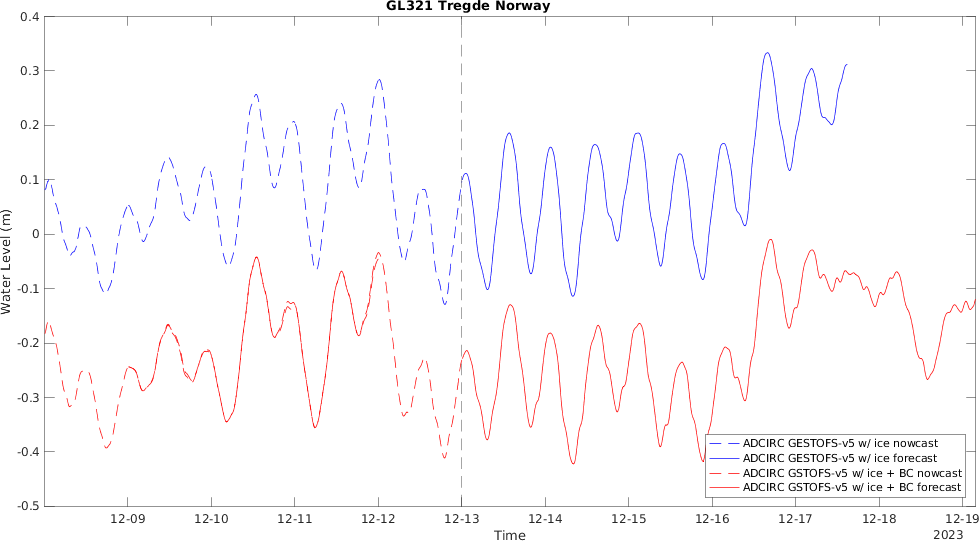 GL321 Tregde Norway
0.4
0.3
0.2
0.1
0
-0.1
-0.2
-0.3
-0.4
-0.5
Water Level (m)
ADCIRC GESTOFS-v5 w/ ice nowcast
ADCIRC GESTOFS-v5 w/ ice forecast
ADCIRC GSTOFS-v5 w/ ice + BC nowcast
ADCIRC GSTOFS-v5 w/ ice + BC forecast
12-09 12-10 12-11 12-12 12-13 12-14 12-15 12-16 12-17 12-18 12-19
Time
2023